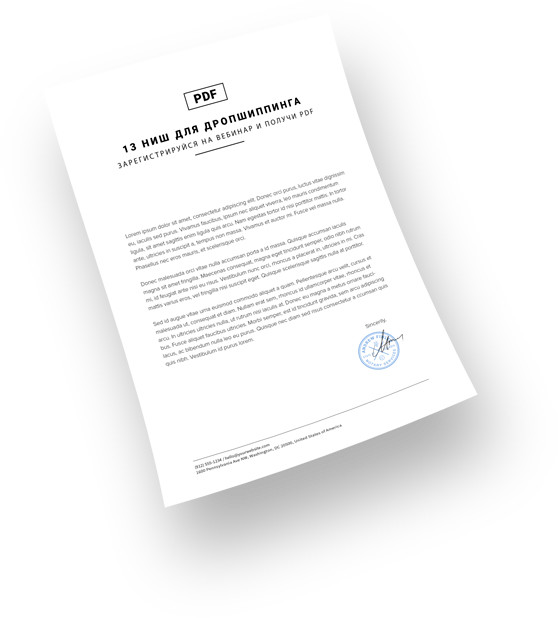 PDF
13 НИШ ДЛЯ ДРОПШИППИНГА
ЗАРЕГИСТРИРУЙСЯ НА ВЕБИНАР И ПОЛУЧИ PDF
Lorem ipsum dolor sit amet, consectetur adipiscing elit. Donec orci purus, luctus vitae dignissim
eu, iaculis sed purus. Vivamus faucibus, ipsum nec aliquet viverra, leo mauris condimentum
ligula, sit amet sagittis enim ligula quis arcu. Nam egestas tortor id nisi porttitor mattis. In tortor
ante, ultricies in suscipit a, tempus non massa. Vivamus et auctor mi. Fusce vel massa nulla
Phasellus nec eros mauris, et scelerisque orci.
Donec malesuada orci vitae nulla accumsan porta a id massa. Quisque accumsan iaculis
magna sit amet fringilla. Maecenas consequat, magna eget tincidunt semper, odio nibh rutrum
mi, id feugiat ante nisi eu risus. Vestibulum nunc orci, rhoncus a placerat in, ultricies in mi. Cras
mattis varius eros, vel fringilla nisi suscipit eget. Quisque scelerisque sagittis nulla at porttitor.
Sed id augue vitae urna euismod commodo aliquet a quam. Pellentesque arcu velit, cursus et
malesuada ut, consequat et diam. Nullam erat sem, rhoncus id ullamcorper vitae, rhoncus et
arcu. In ultricies ultricies nulla, ut rutrum nisi iaculis at. Donec eu magna a metus ornare fauci-
bus. Fusce aliquet faucibus ultricies. Morbi semper, est id tincidunt gravida, sem arcu adipiscing
lacus, ac bibendum nulla leo eu purus. Quisque nec diam sed risus consectetur a ccumsan quis
quis nibh. Vestibulum id purus lorem.
Sincerely,
(012) 555-1234 / hello@yourwebsite.com
1600 Pennsylvania Ave NW, Washington, DC 20500, United States of America